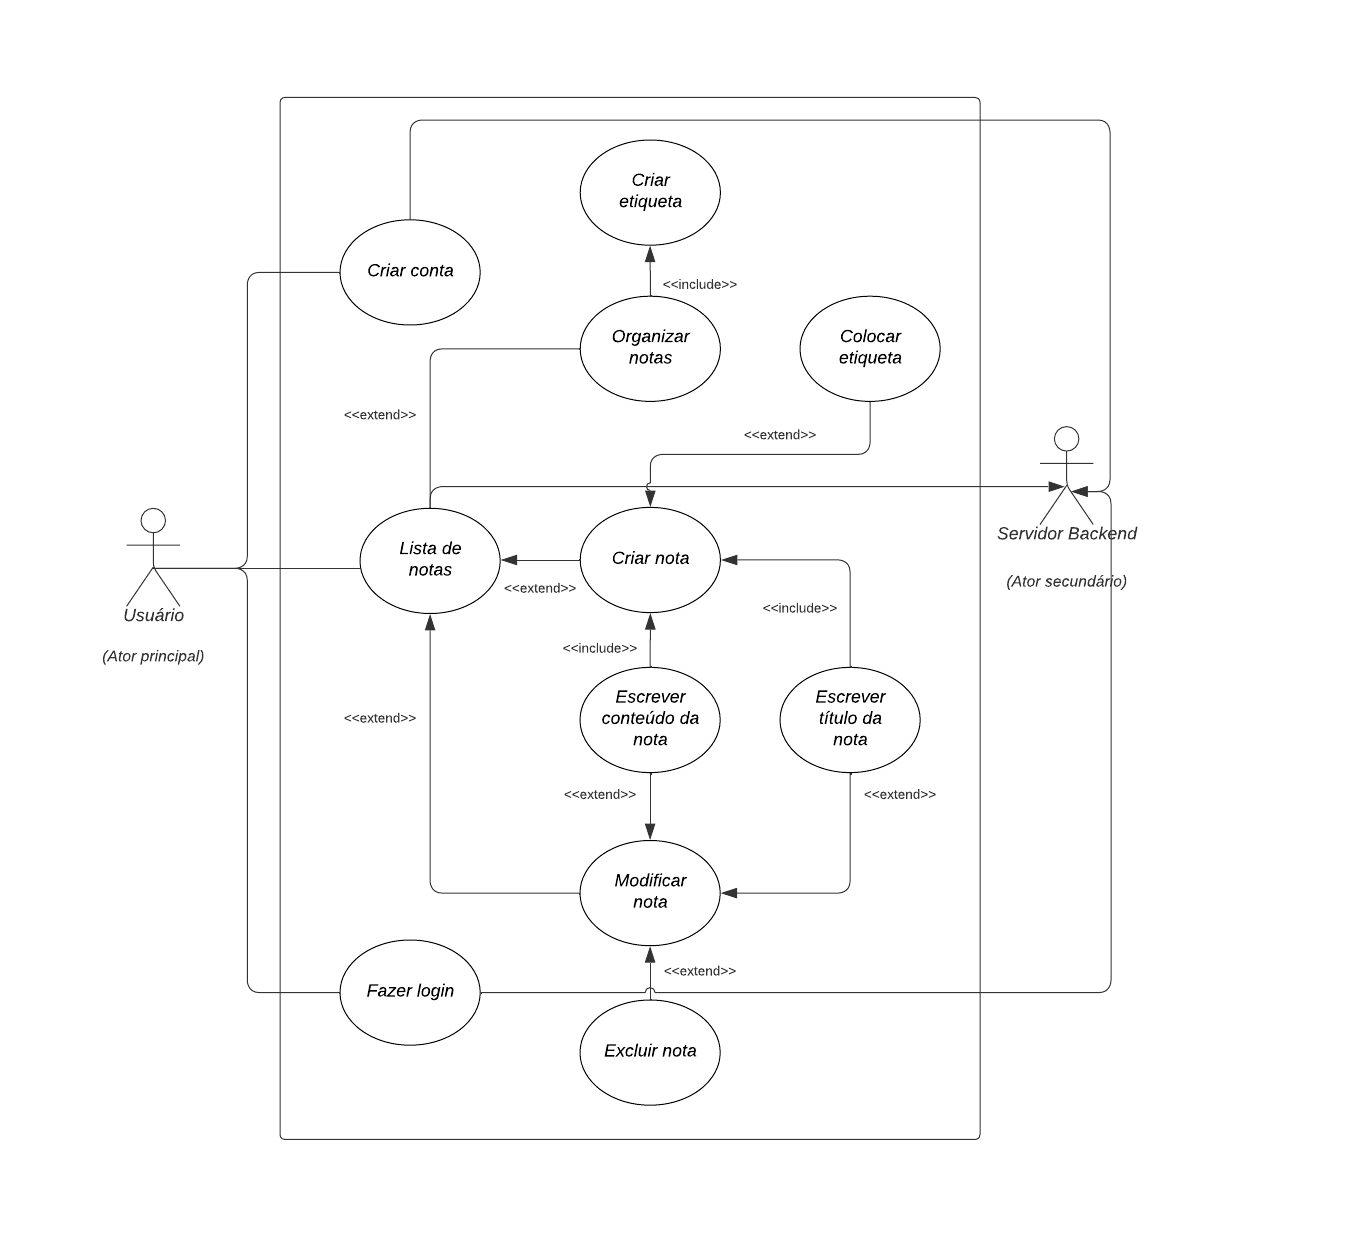 Criar
etiqueta
Criar conta
<<include>>
Organizar
notas
Colocar
etiqueta
<<extend>>
<<extend>>
Servidor Backend
(Ator secundário)
Usuário
(Ator principal)
Lista de
notas
Criar nota
<<extend>>
<<include>>
<<include>>
Escrever
conteúdo da
nota
Escrever
título da
nota
<<extend>>
<<extend>>
<<extend>>
Modificar
nota
<<extend>>
Fazer login
Excluir nota